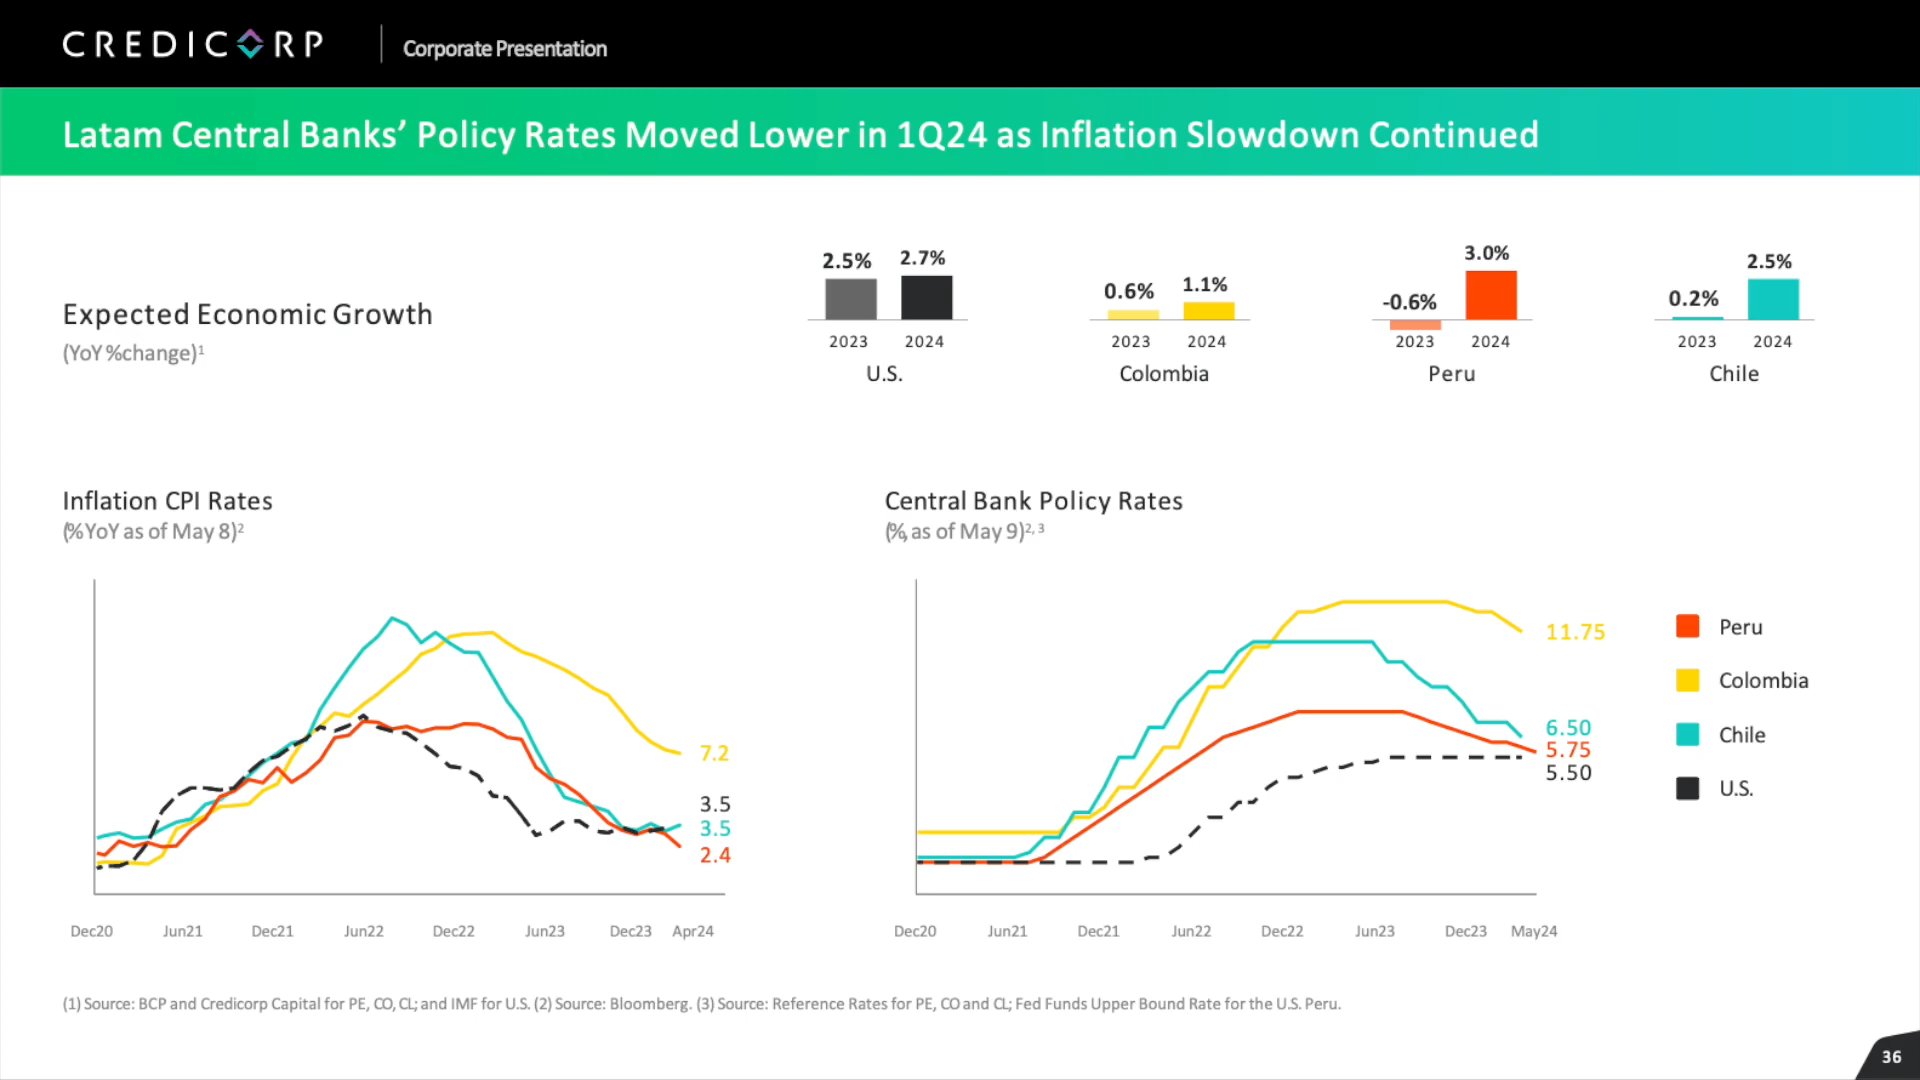 CREDICORP
Corporate Presentation
Latam Central Banks’ Policy Rates Moved Lower in 1Q24 as Inflation Slowdown Continued
Expected Economic Growth
(YoY %change)¹
2.5% 2.7%
2023 2024
U.S.
0.6% 1.1%
2023 2024
Colombia
-0.6% 3.0%
2023 2024
Peru
0.2% 2.5%
2023 2024
Chile
Inflation CPI Rates
(%YoY as of May 8)²
7.2
3.5
3.5
2.4
Dec20 Jun21 Dec21 Jun22 Dec22 Jun23 Dec23 Apr24
Central Bank Policy Rates
(%, as of May 9)²˒ ³
11.75
6.50
5.75
5.50
Dec20 Jun21 Dec21 Jun22 Dec22 Jun23 Dec23 May24
Peru
Colombia
Chile
U.S.
(1) Source: BCP and Credicorp Capital for PE, CO, CL; and IMF for U.S. (2) Source: Bloomberg. (3) Source: Reference Rates for PE, CO and CL; Fed Funds Upper Bound Rate for the U.S. Peru.
36